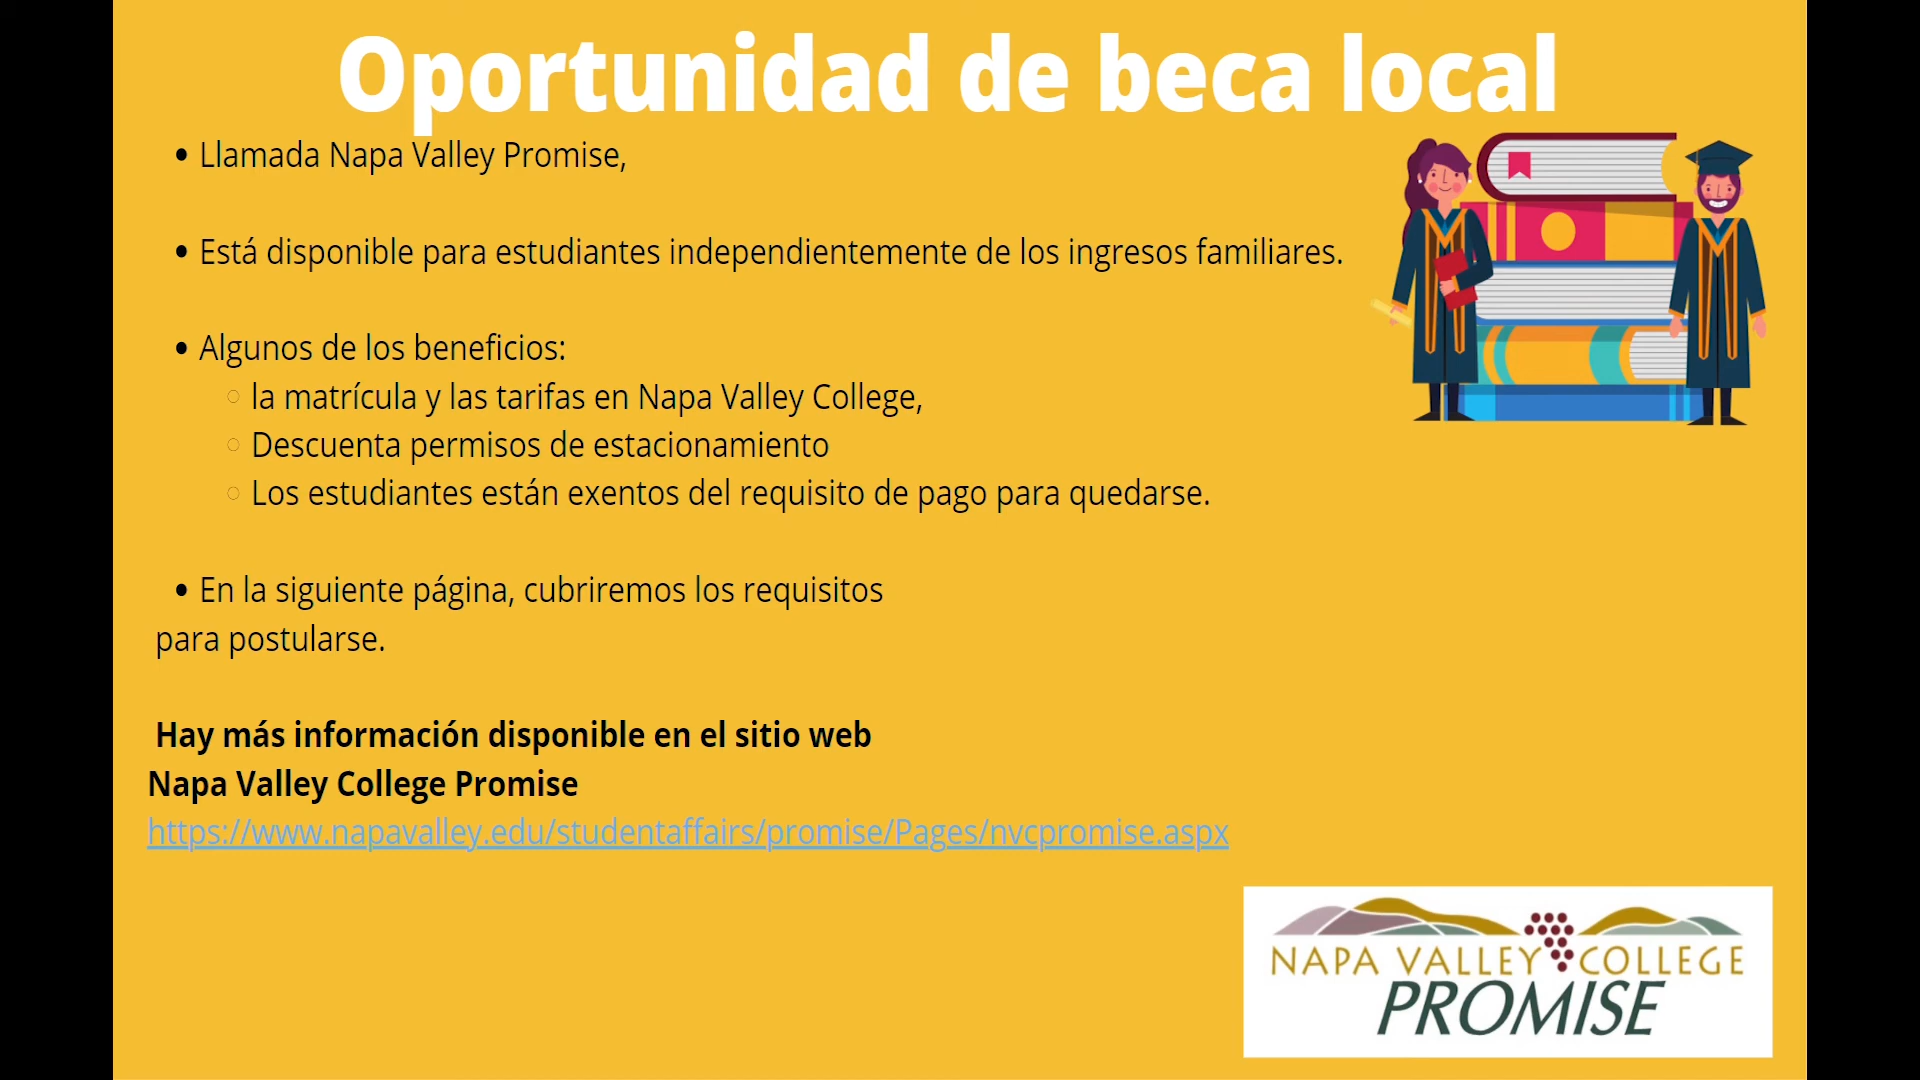 Oportunidad de beca local
• Llamada Napa Valley Promise,
• Está disponible para estudiantes independientemente de los ingresos familiares.
• Algunos de los beneficios:
○ la matrícula y las tarifas en Napa Valley College,
○ Descuenta permisos de estacionamiento
○ Los estudiantes están exentos del requisito de pago para quedarse.
• En la siguiente página, cubriremos los requisitos
para postularse.
Hay más información disponible en el sitio web
Napa Valley College Promise
https://www.napavalley.edu/studentaffairs/promise/Pages/nvcpromise.aspx
NAPA VALLEY COLLEGE
PROMISE